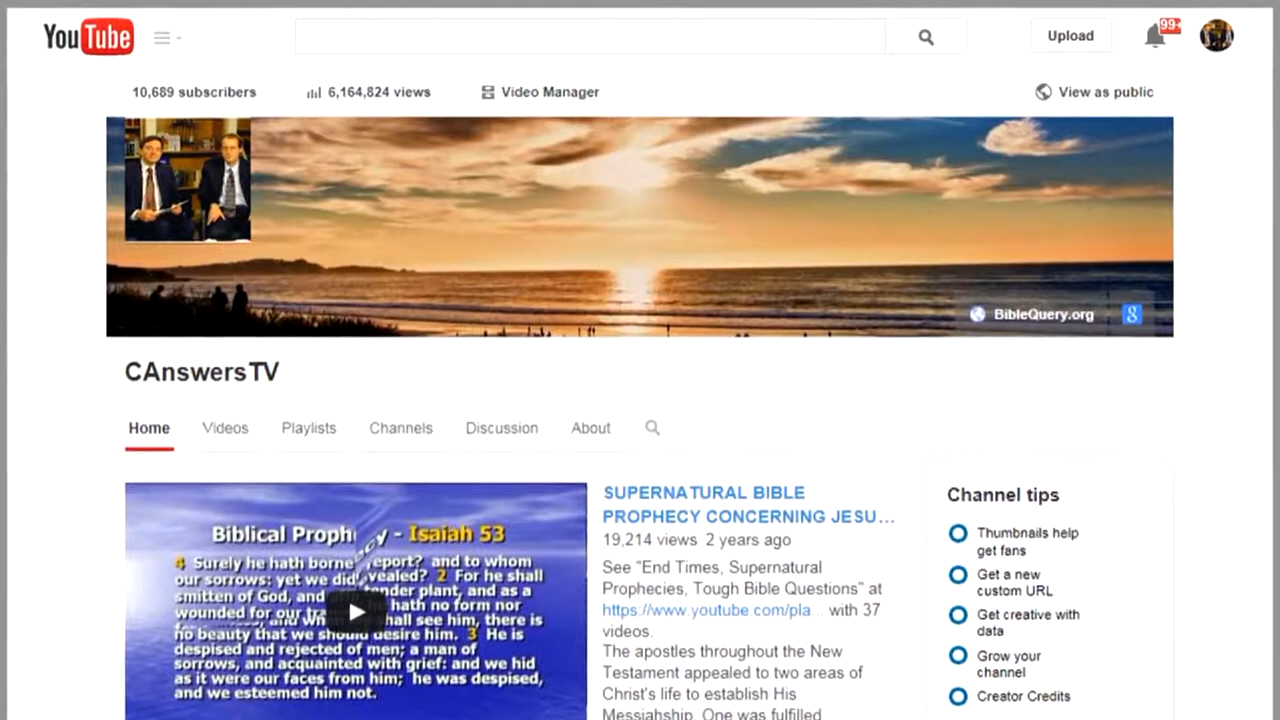 YouTube
99+
Upload
10,689 subscribers
6,164,824 views
Video Manager
View as public
BibleQuery.org
8
CAnswersTV
Home
Videos
Playlists
Channels
Discussion
About
Biblical Proph cy - Isaiah 53
4 Surely he hath borne eport? and to whom
our sorrows: yet we did vealed? 2 For he shall
smitten of God, and tender plant, and as a
wounded for our tra hath no form nor
hall see him, there is
no beauty that we should desire him. 3 He is
despised and rejected of men; a man of
sorrows, and acquainted with grief: and we hid
as it were our faces from him; he was despised,
and we esteemed him not.
SUPERNATURAL BIBLE
PROPHECY CONCERNING JESU...
19,214 views 2 years ago
See "End Times, Supernatural
Prophecies, Tough Bible Questions" at
https://www.youtube.com/pla... with 37
videos.
The apostles throughout the New
Testament appealed to two areas of
Christ's life to establish His
Messiahship. One was fulfilled
Channel tips
Thumbnails help
get fans
Get a new
custom URL
Get creative with
data
Grow your
channel
Creator Credits